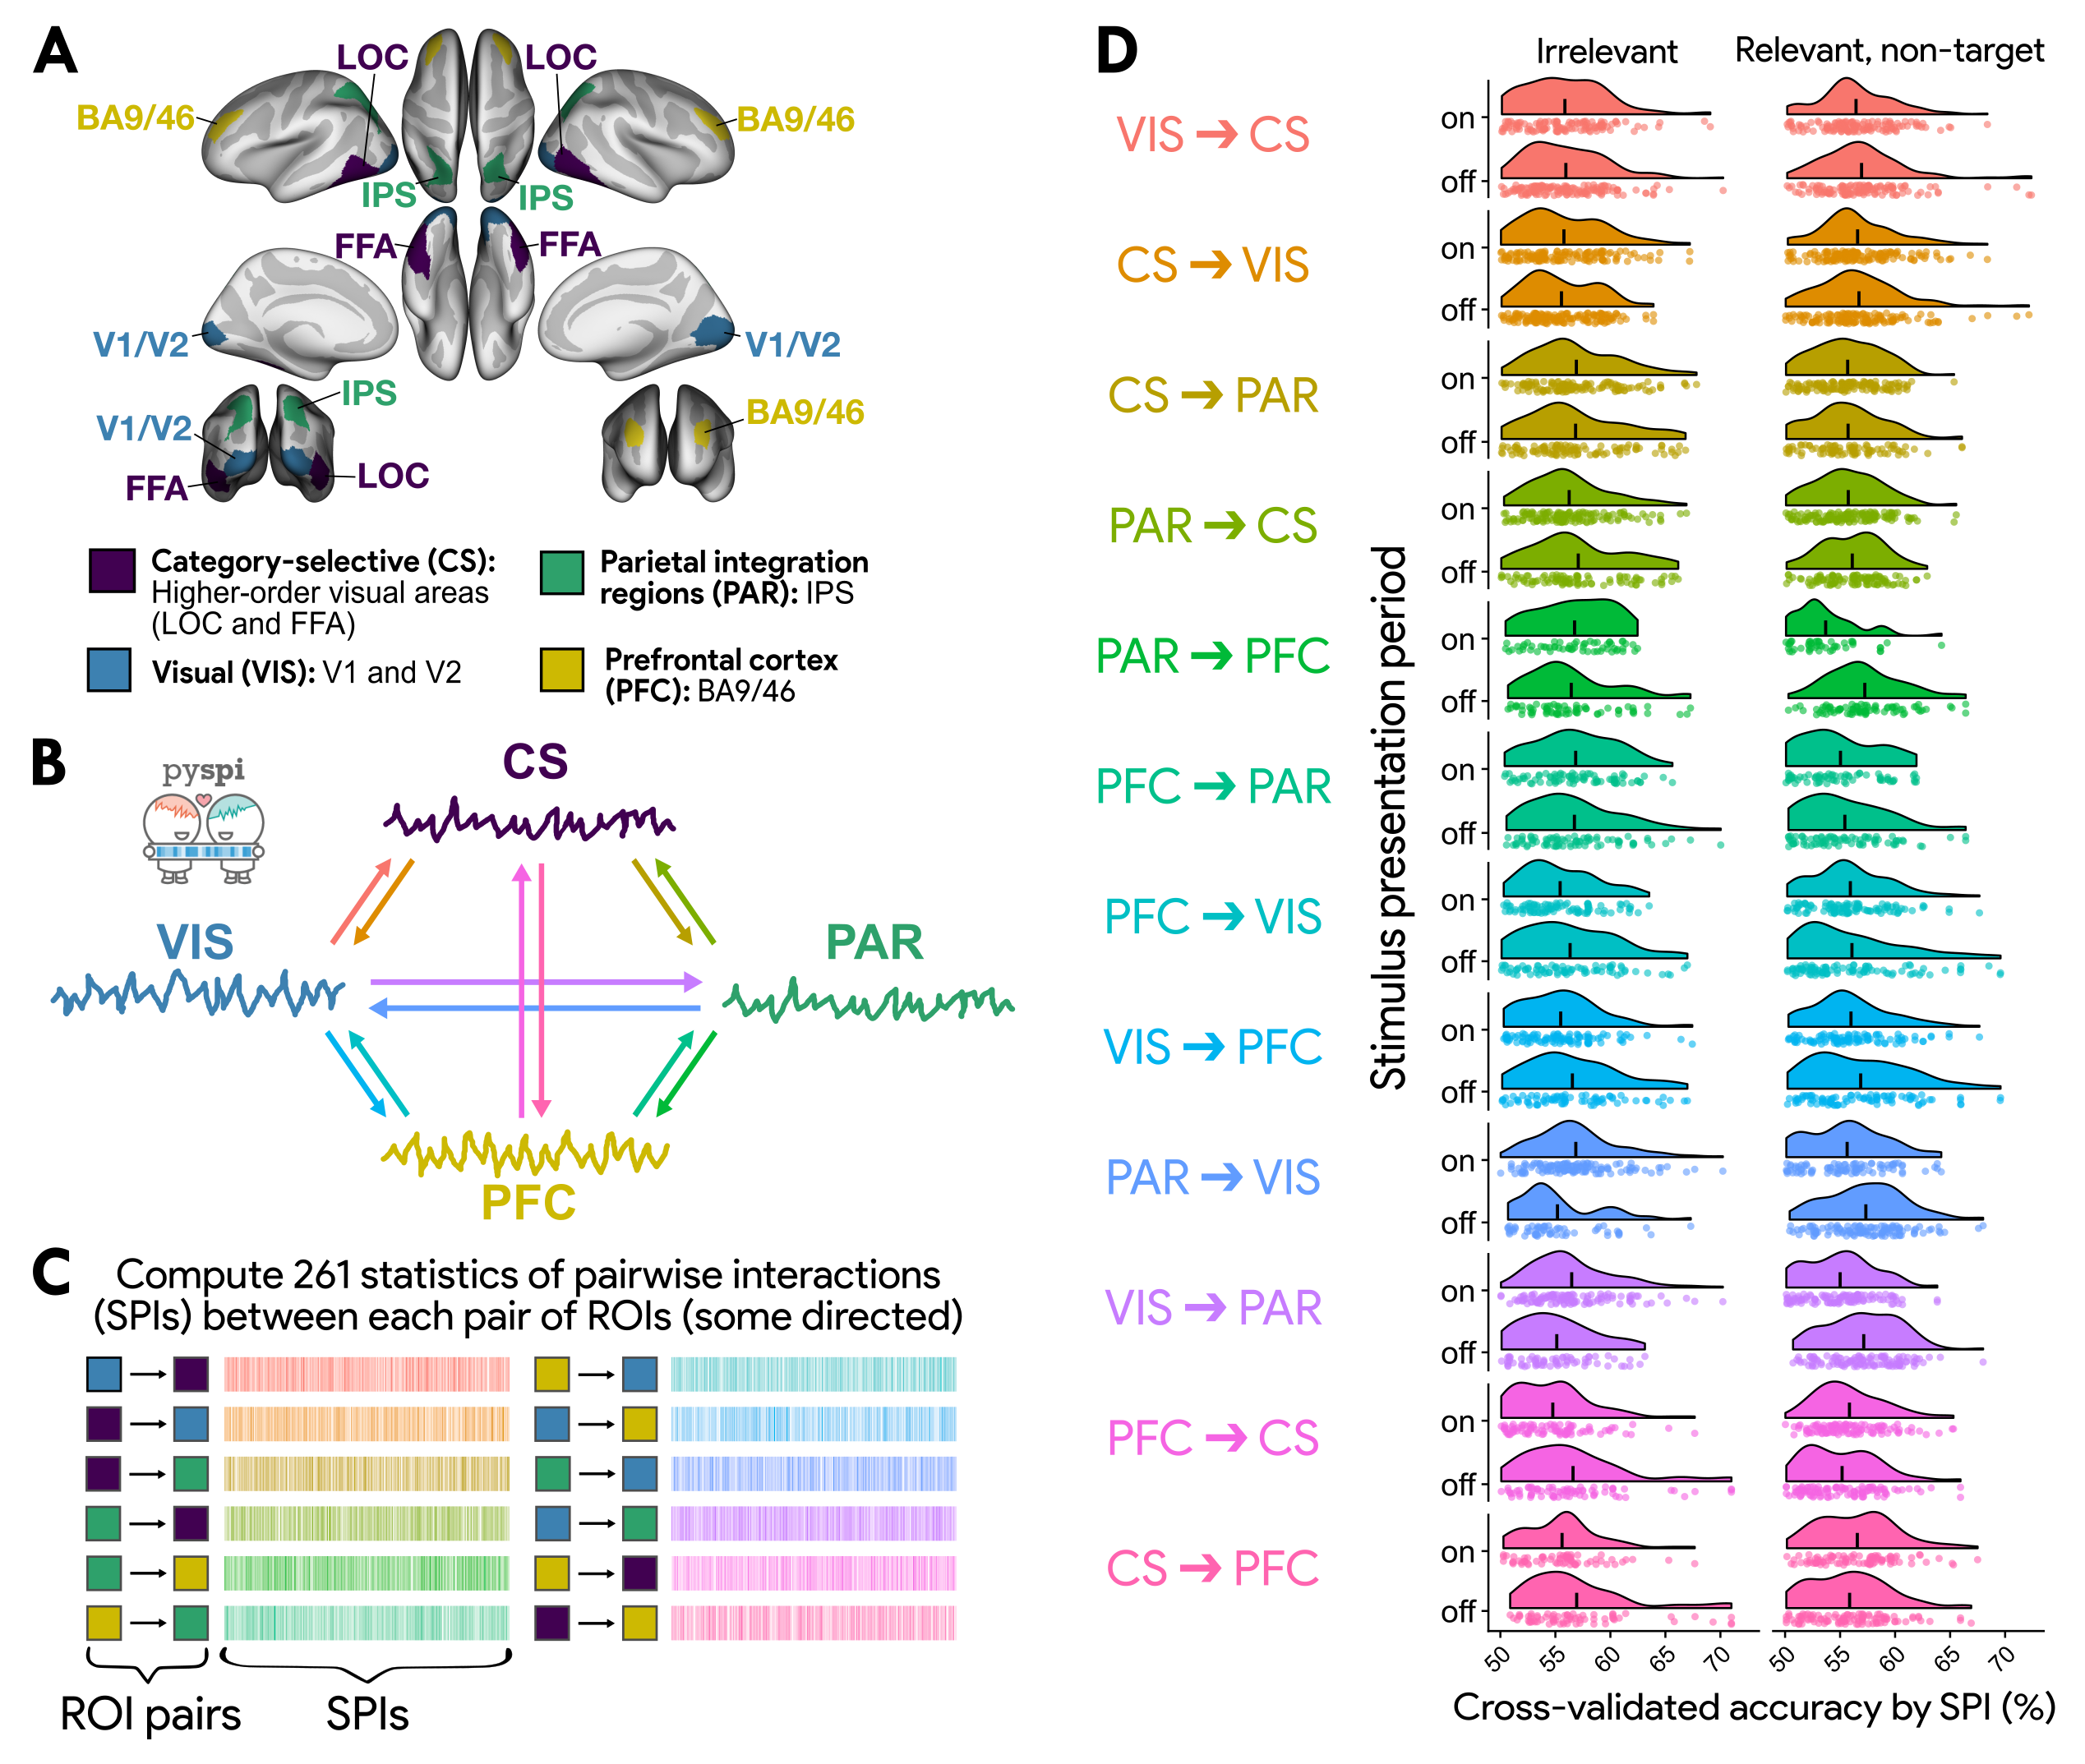 A
LOC
LOC
BA9/46
BA9/46
IPS
IPS
FFA
FFA
V1/V2
V1/V2
IPS
V1/V2
BA9/46
FFA
LOC
Category-selective (CS):
Higher-order visual areas
(LOC and FFA)
Parietal integration
regions (PAR): IPS
Visual (VIS): V1 and V2
Prefrontal cortex
(PFC): BA9/46
B
pyspi
CS
VIS
PAR
PFC
C
Compute 261 statistics of pairwise interactions
(SPIs) between each pair of ROIs (some directed)
ROI pairs
SPIs
D
Irrelevant
Relevant, non-target
Stimulus presentation period
VIS → CS
on
off
CS → VIS
on
off
CS → PAR
on
off
PAR → CS
on
off
PAR → PFC
on
off
PFC → PAR
on
off
PFC → VIS
on
off
VIS → PFC
on
off
PAR → VIS
on
off
VIS → PAR
on
off
PFC → CS
on
off
CS → PFC
on
off
50 55 60 65 70
50 55 60 65 70
Cross-validated accuracy by SPI (%)